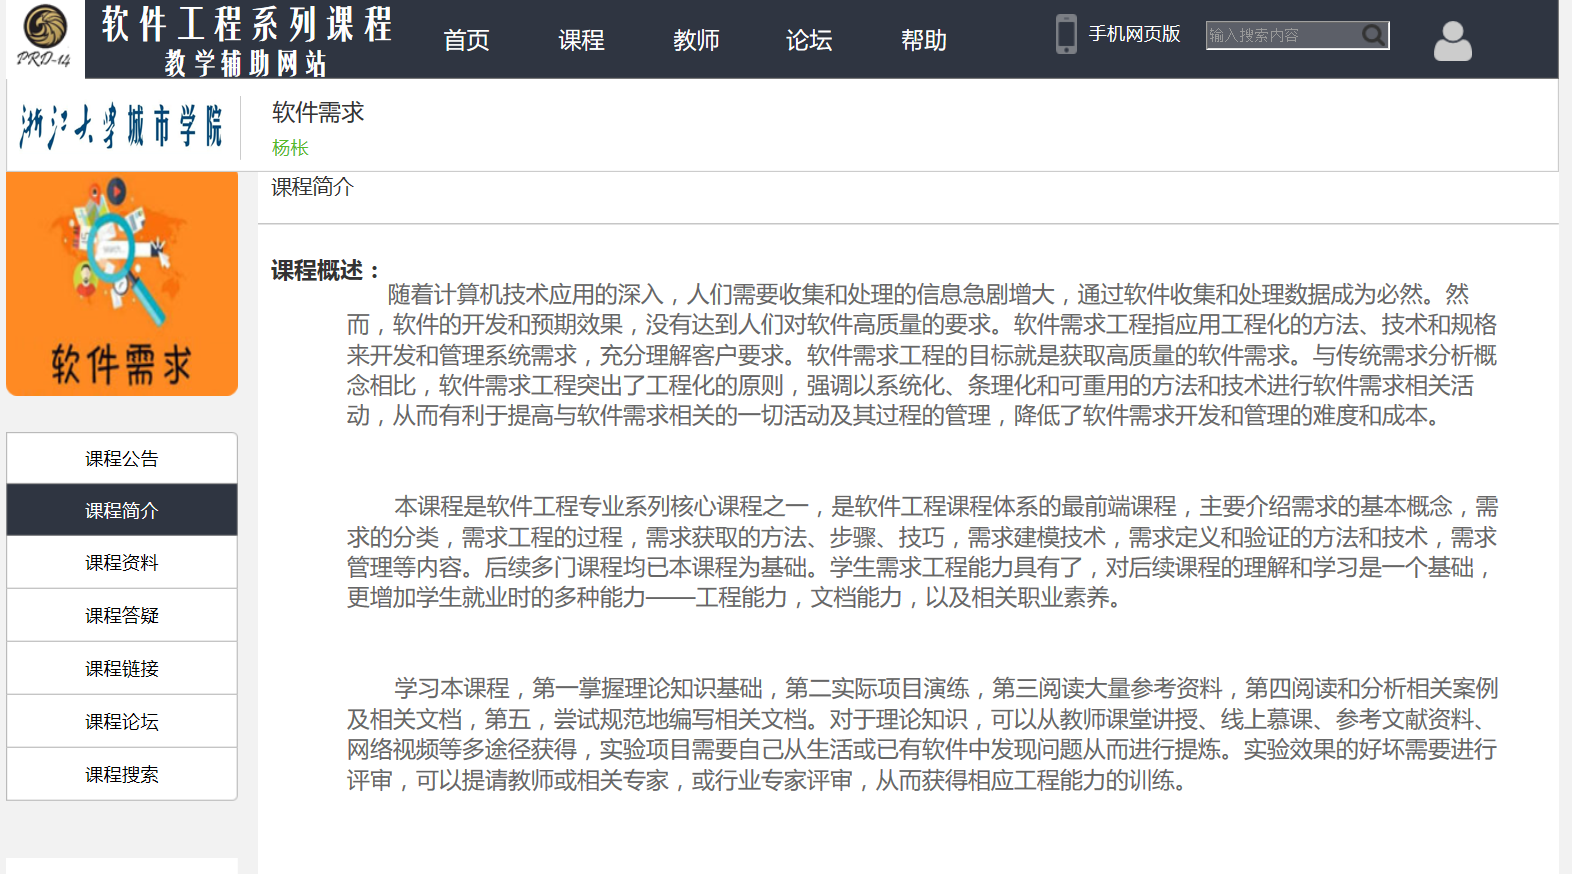 软件工程系列课程
教学辅助网站
PRD-14
首页 课程 教师 论坛 帮助
手机网页版
输入搜索内容
浙江大学城市学院
软件需求
杨枨
软件需求
课程公告
课程简介
课程资料
课程答疑
课程链接
课程论坛
课程搜索
课程简介
课程概述：
随着计算机技术应用的深入，人们需要收集和处理的信息急剧增大，通过软件收集和处理数据成为必然。然
而，软件的开发和预期效果，没有达到人们对软件高质量的要求。软件需求工程指应用工程化的方法、技术和规格
来开发和管理系统需求，充分理解客户要求。软件需求工程的目标就是获取高质量的软件需求。与传统需求分析概
念相比，软件需求工程突出了工程化的原则，强调以系统化、条理化和可重用的方法和技术进行软件需求相关活
动，从而有利于提高与软件需求相关的一切活动及其过程的管理，降低了软件需求开发和管理的难度和成本。
本课程是软件工程专业系列核心课程之一，是软件工程课程体系的最前端课程，主要介绍需求的基本概念，需
求的分类，需求工程的过程，需求获取的方法、步骤、技巧，需求建模技术，需求定义和验证的方法和技术，需求
管理等内容。后续多门课程均已本课程为基础。学生需求工程能力具有了，对后续课程的理解和学习是一个基础，
更增加学生就业时的多种能力——工程能力，文档能力，以及相关职业素养。
学习本课程，第一掌握理论知识基础，第二实际项目演练，第三阅读大量参考资料，第四阅读和分析相关案例
及相关文档，第五，尝试规范地编写相关文档。对于理论知识，可以从教师课堂讲授、线上慕课、参考文献资料、
网络视频等多途径获得，实验项目需要自己从生活或已有软件中发现问题从而进行提炼。实验效果的好坏需要进行
评审，可以提请教师或相关专家，或行业专家评审，从而获得相应工程能力的训练。